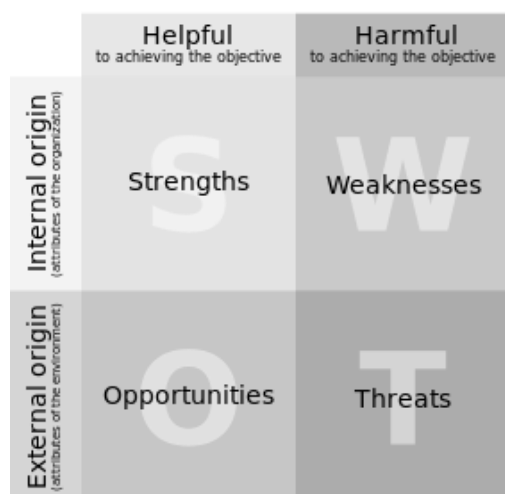 Helpful
to achieving the objective
Harmful
to achieving the objective
Internal origin
(attributes of the organization)
S
Strengths
W
Weaknesses
External origin
(attributes of the environment)
O
Opportunities
T
Threats